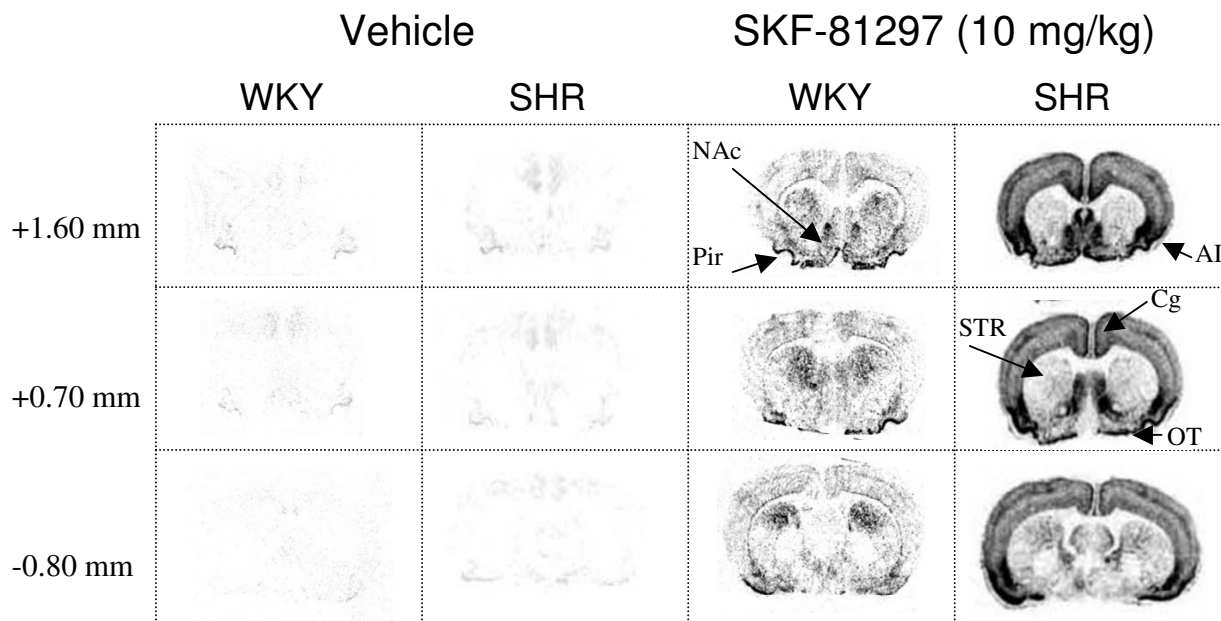 Vehicle SKF-81297 (10 mg/kg)
WKY SHR WKY SHR
NAc
+1.60 mm
Pir AI
Cg
STR
+0.70 mm
OT
-0.80 mm